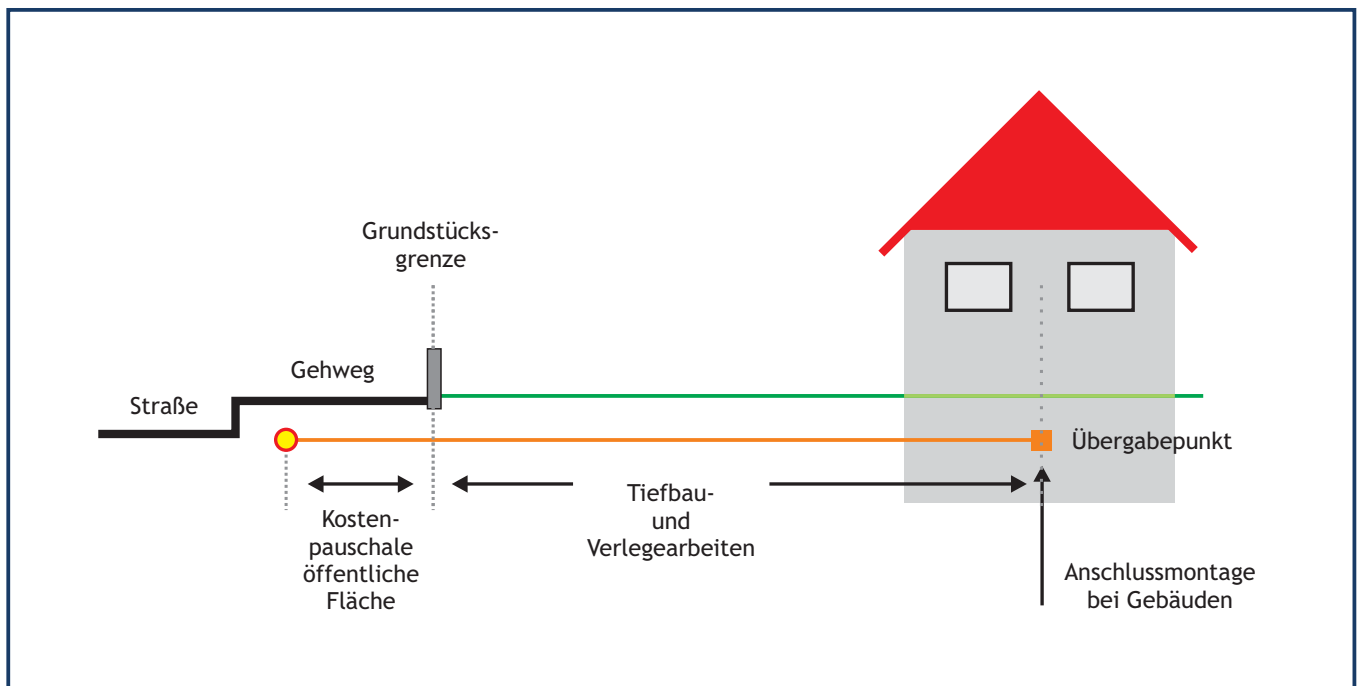 Grundstücks-
grenze
Gehweg
Straße
Übergabepunkt
Kosten-
pauschale
öffentliche
Fläche
Tiefbau-
und
Verlegearbeiten
Anschlussmontage
bei Gebäuden